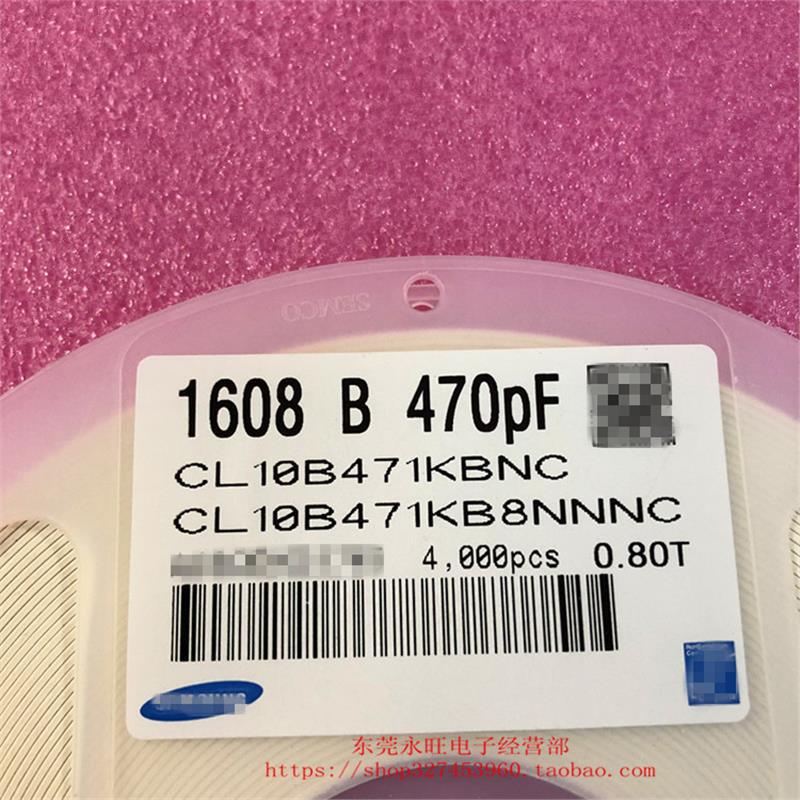 SEMCO
1608 B 470pF
CL10B471KBNC
CL10B471KB8NNNC
4,000pcs 0.80T
SAMSUNG
东莞永旺电子经营部
https://shop327453960.taobao.com